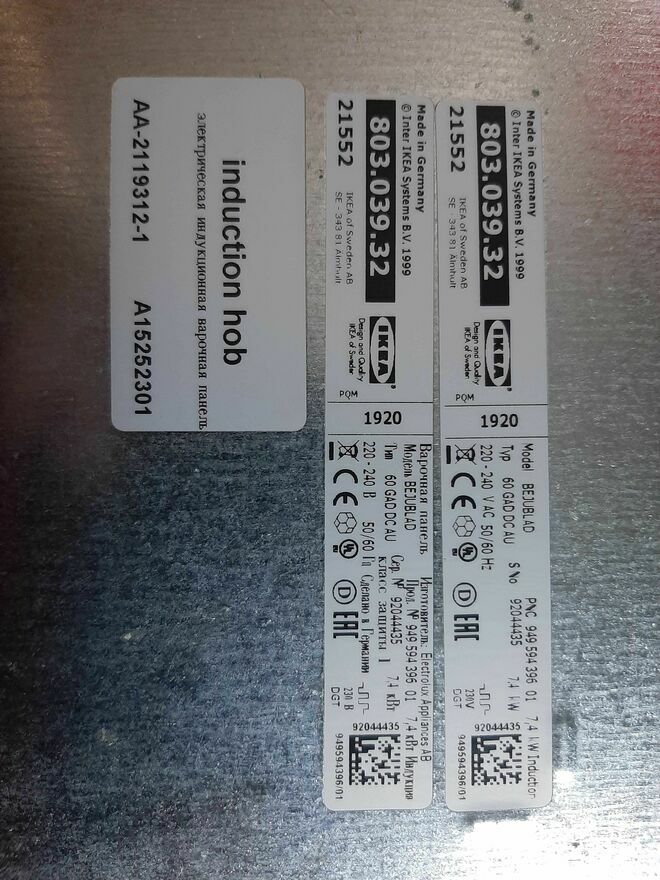 Made in Germany
© Inter IKEA Systems B.V. 1999
803.039.32
21552
IKEA of Sweden AB
SE - 343 81 Älmhult
IKEA
Design and Quality
IKEA of Sweden
PQM
1920
Model BEJUBLAD
PNC 949 594 396 01 7,4 kW Induction
Typ 60 GAD DC AU
S No 92044435
7,4 kW
220 - 240 V AC 50/60 Hz
CE
D
EAC
230V
DGT
92044435
949594396/01
Made in Germany
© Inter IKEA Systems B.V. 1999
803.039.32
21552
IKEA of Sweden AB
SE - 343 81 Älmhult
IKEA
Design and Quality
IKEA of Sweden
PQM
1920
Варочная панель Изготовитель: Electrolux Appliances AB
Модель BEJUBLAD
Прод. № 949 594 396 01 7,4 кВт Индукция
Тип 60 GAD DC AU
Сер. № 92044435 7,4 кВт
класс защиты 1
220 - 240 В 50/60 Гц Сделано в Германии
CE
D
EAC
230 В
DGT
92044435
949594396/01
induction hob
электрическая индукционная варочная панель
AA-2119312-1 A15252301